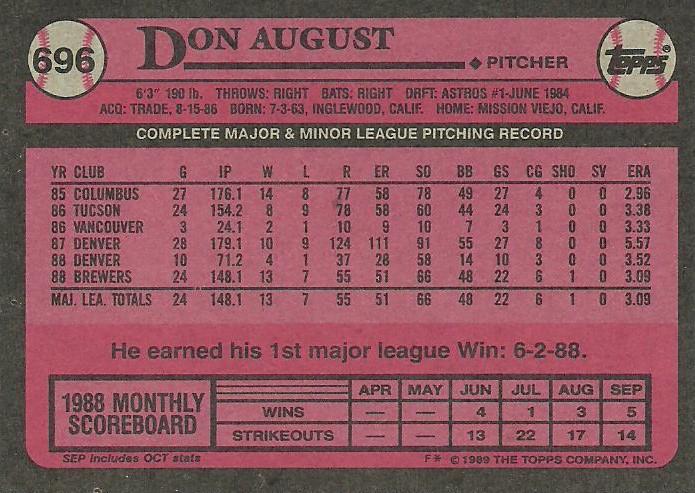 696
DON AUGUST
PITCHER
TOPPS®
6'3" 190 lb. THROWS: RIGHT BATS: RIGHT DRFT: ASTROS #1-JUNE 1984
ACQ: TRADE, 8-15-86 BORN: 7-3-63, INGLEWOOD, CALIF. HOME: MISSION VIEJO, CALIF.
COMPLETE MAJOR & MINOR LEAGUE PITCHING RECORD
YR CLUB G IP W L R ER SO BB GS CG SHO SV ERA
85 COLUMBUS 27 176.1 14 8 77 58 78 49 27 4 0 0 2.96
86 TUCSON 24 154.2 8 9 78 58 60 44 24 3 0 0 3.38
86 VANCOUVER 3 24.1 2 1 10 9 10 7 3 1 0 0 3.33
87 DENVER 28 179.1 10 9 124 111 91 55 27 8 0 0 5.57
88 DENVER 10 71.2 4 1 37 28 58 14 10 3 0 0 3.52
88 BREWERS 24 148.1 13 7 55 51 66 48 22 6 1 0 3.09
MAJ. LEA. TOTALS 24 148.1 13 7 55 51 66 48 22 6 1 0 3.09
He earned his 1st major league Win: 6-2-88.
1988 MONTHLY SCOREBOARD
APR MAY JUN JUL AUG SEP
WINS — — 4 1 3 5
STRIKEOUTS — — 13 22 17 14
SEP includes OCT stats
F* © 1989 THE TOPPS COMPANY, INC.